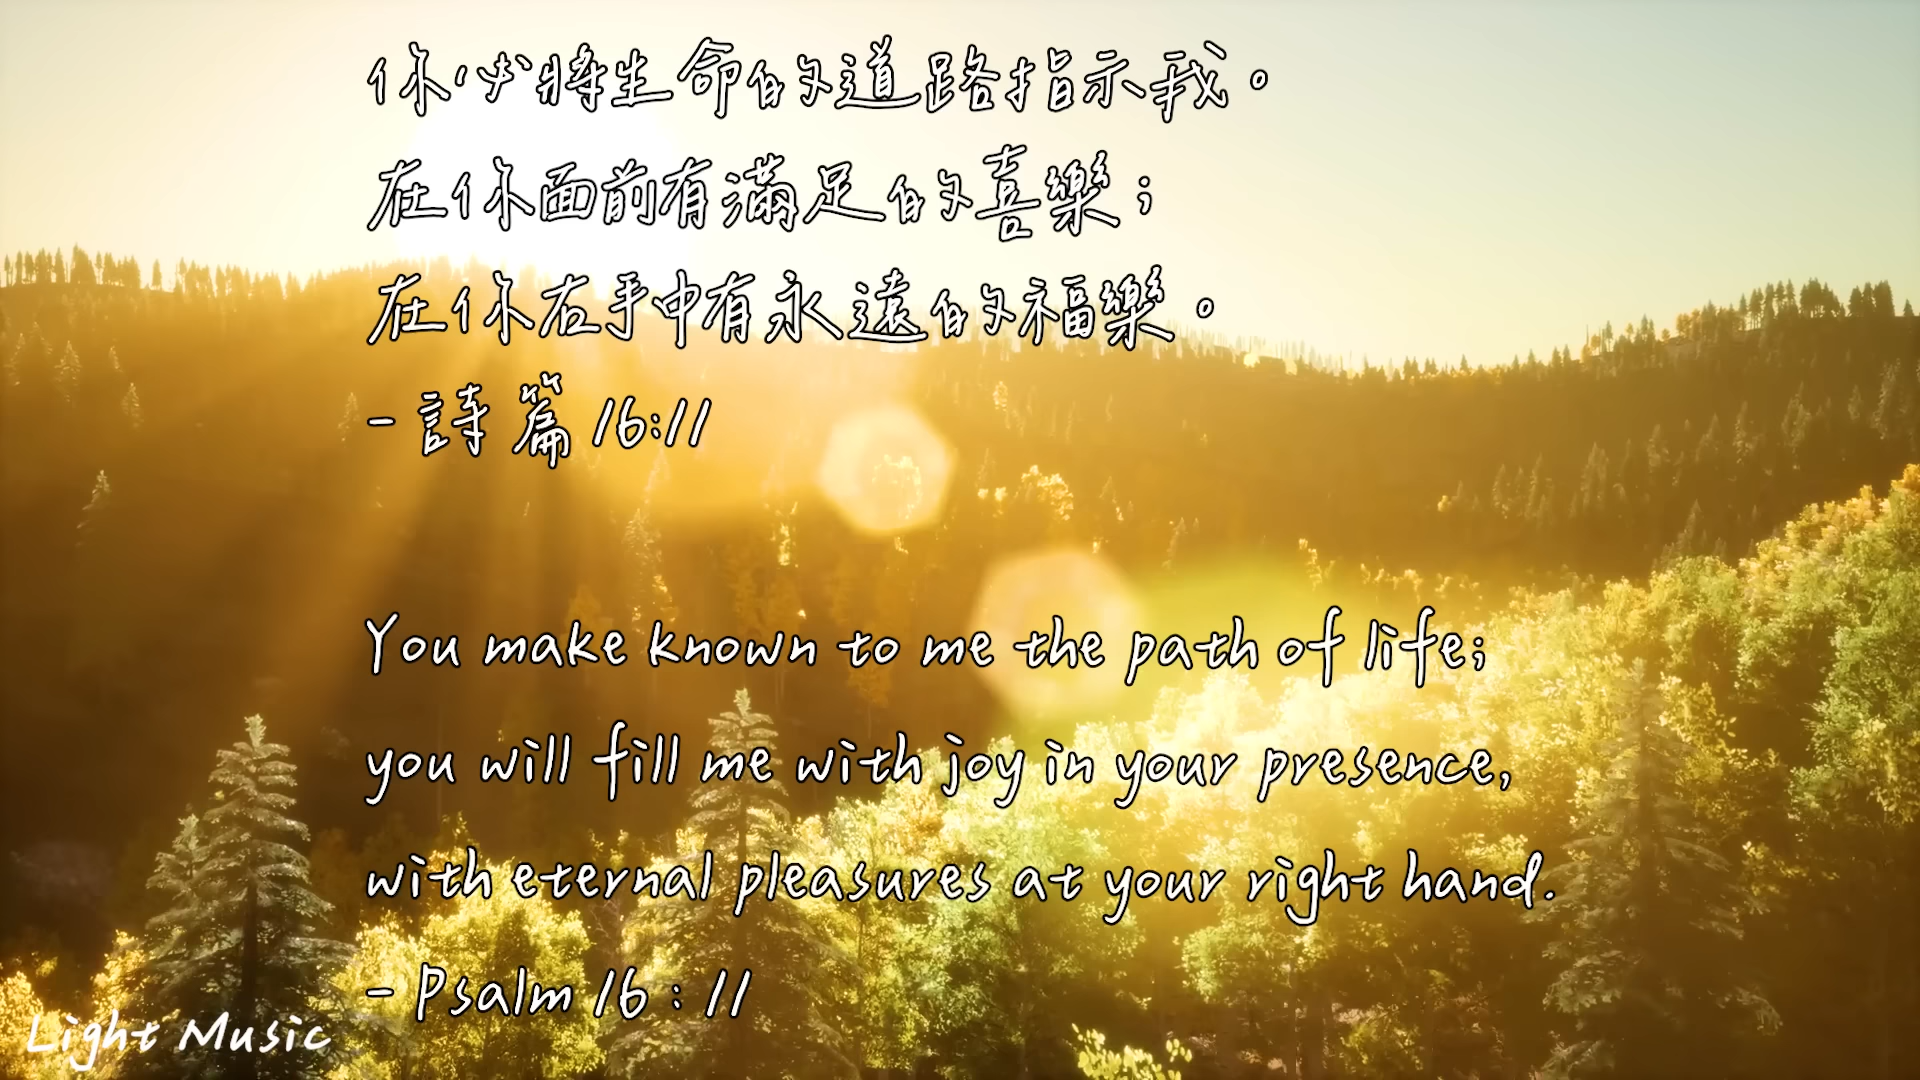 你必將生命的道路指示我。
在你面前有滿足的喜樂；
在你右手中有永遠的福樂。
- 詩 篇 16:11
You make known to me the path of life;
you will fill me with joy in your presence,
with eternal pleasures at your right hand.
- Psalm 16 : 11
Light Music